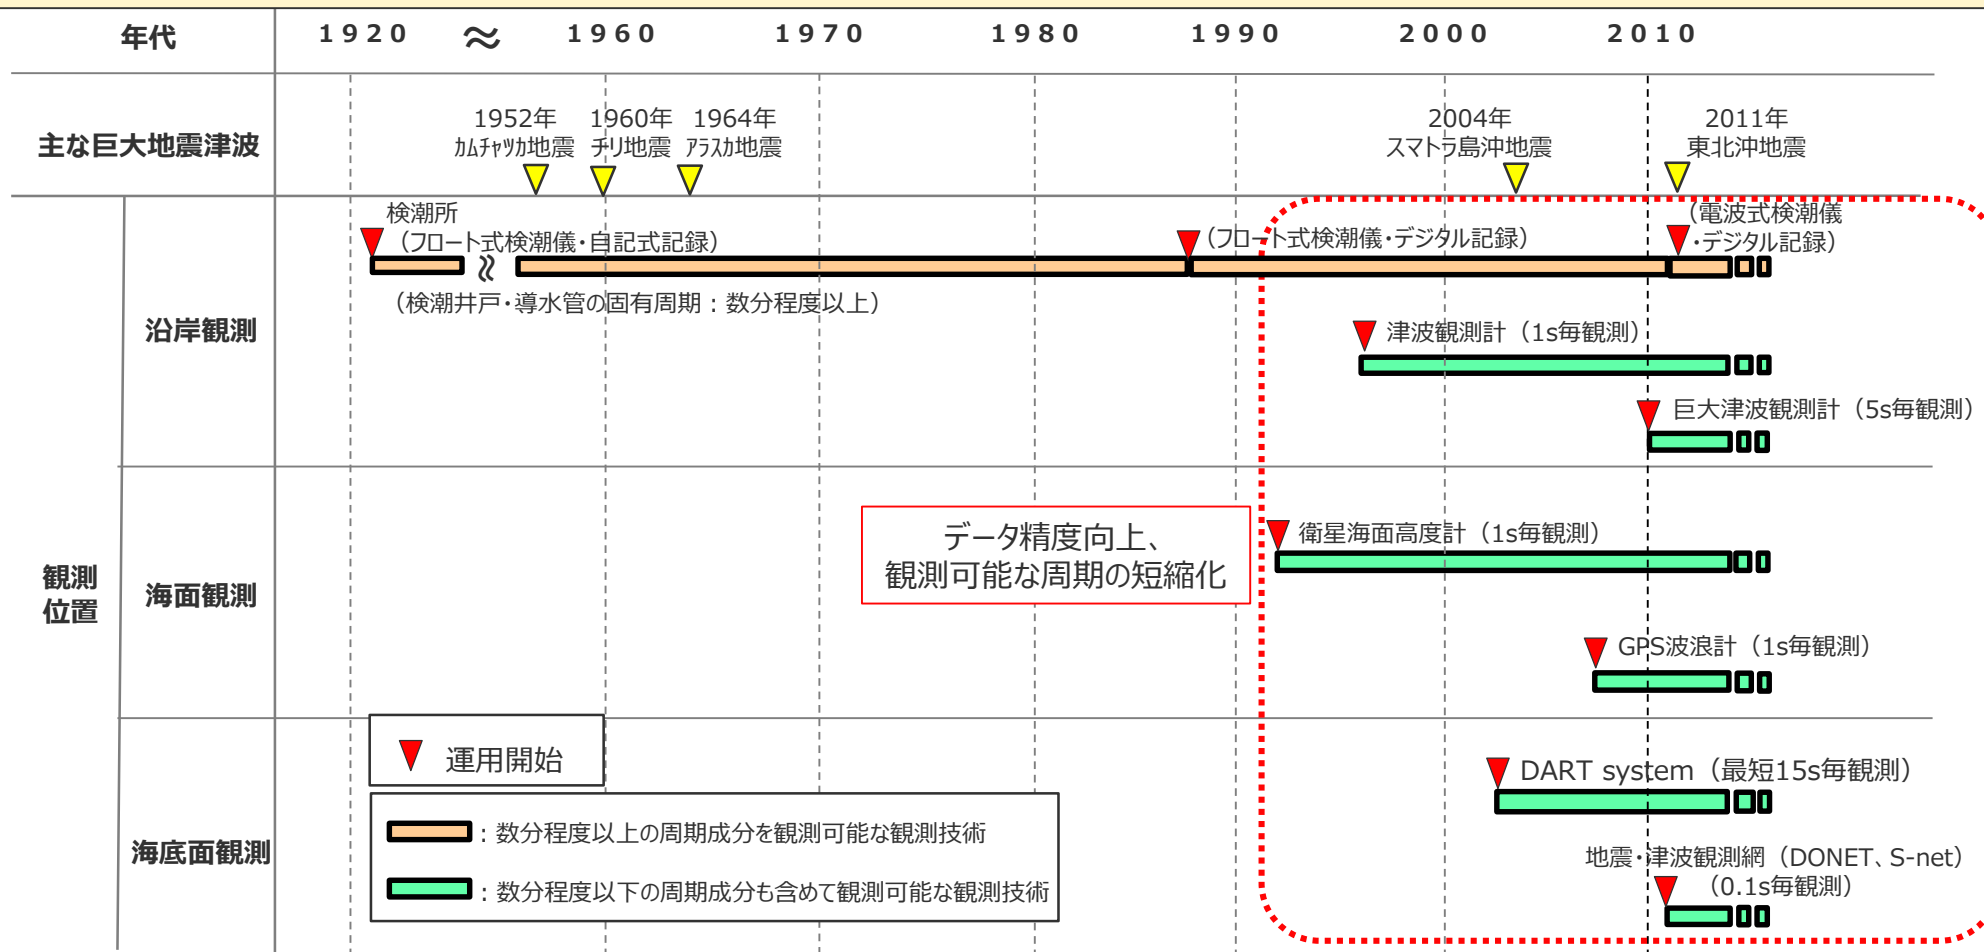 年代
1920
≈
1960
1970
1980
1990
2000
2010
主な巨大地震津波
1952年
ｶﾑﾁｬﾂｶ地震
1960年
ﾁﾘ地震
1964年
ｱﾗｽｶ地震
2004年
スマトラ島沖地震
2011年
東北沖地震
観測
位置
沿岸観測
検潮所
（フロート式検潮儀・自記式記録）
（フロート式検潮儀・デジタル記録）
（電波式検潮儀
・デジタル記録）
（検潮井戸・導水管の固有周期：数分程度以上）
津波観測計（1s毎観測）
巨大津波観測計（5s毎観測）
海面観測
データ精度向上、
観測可能な周期の短縮化
衛星海面高度計（1s毎観測）
GPS波浪計（1s毎観測）
海底面観測
DART system（最短15s毎観測）
地震・津波観測網（DONET、S-net）
（0.1s毎観測）
運用開始
：数分程度以上の周期成分を観測可能な観測技術
：数分程度以下の周期成分も含めて観測可能な観測技術